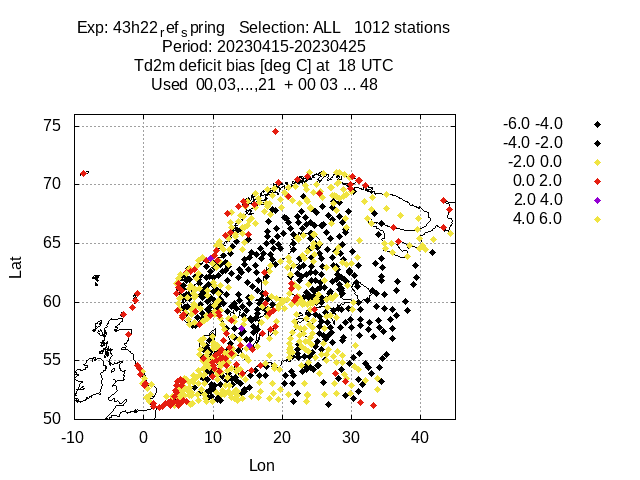 Exp: 43h22ref spring Selection: ALL 1012 stations
Period: 20230415-20230425
Td2m deficit bias [deg C] at 18 UTC
Used 00,03,...,21 + 00 03 ... 48
-6.0 -4.0
-4.0 -2.0
-2.0 0.0
0.0 2.0
2.0 4.0
4.0 6.0
75
70
65
60
55
50
Lat
-10 0 10 20 30 40
Lon